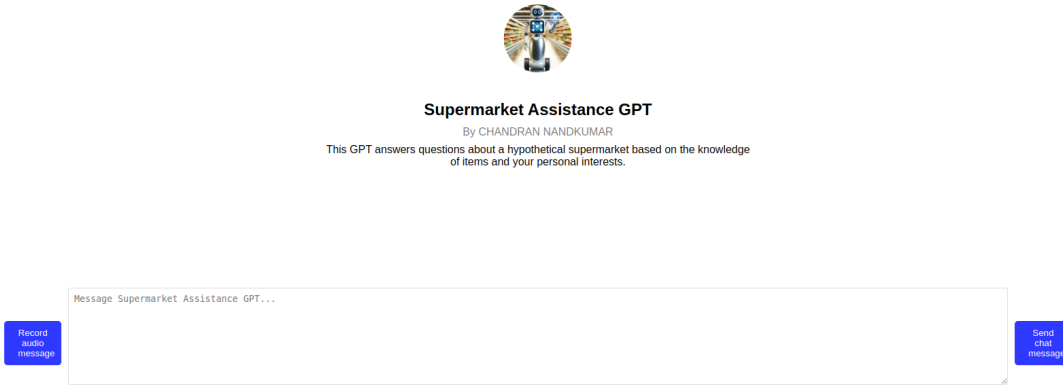 Supermarket Assistance GPT
By CHANDRAN NANDKUMAR
This GPT answers questions about a hypothetical supermarket based on the knowledge
of items and your personal interests.
Message Supermarket Assistance GPT...
Record
audio
message
Send
chat
message